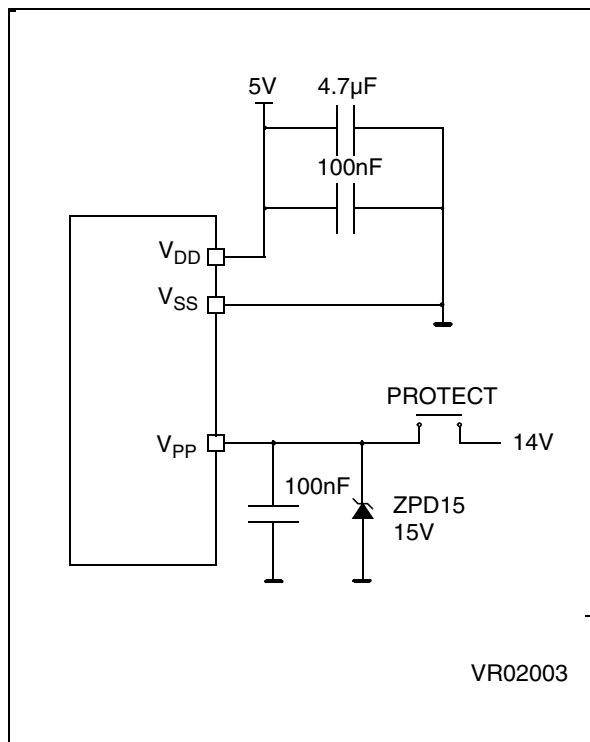 5V
4.7µF
100nF
VDD
VSS
PROTECT
VPP
14V
100nF
ZPD15
15V
VR02003